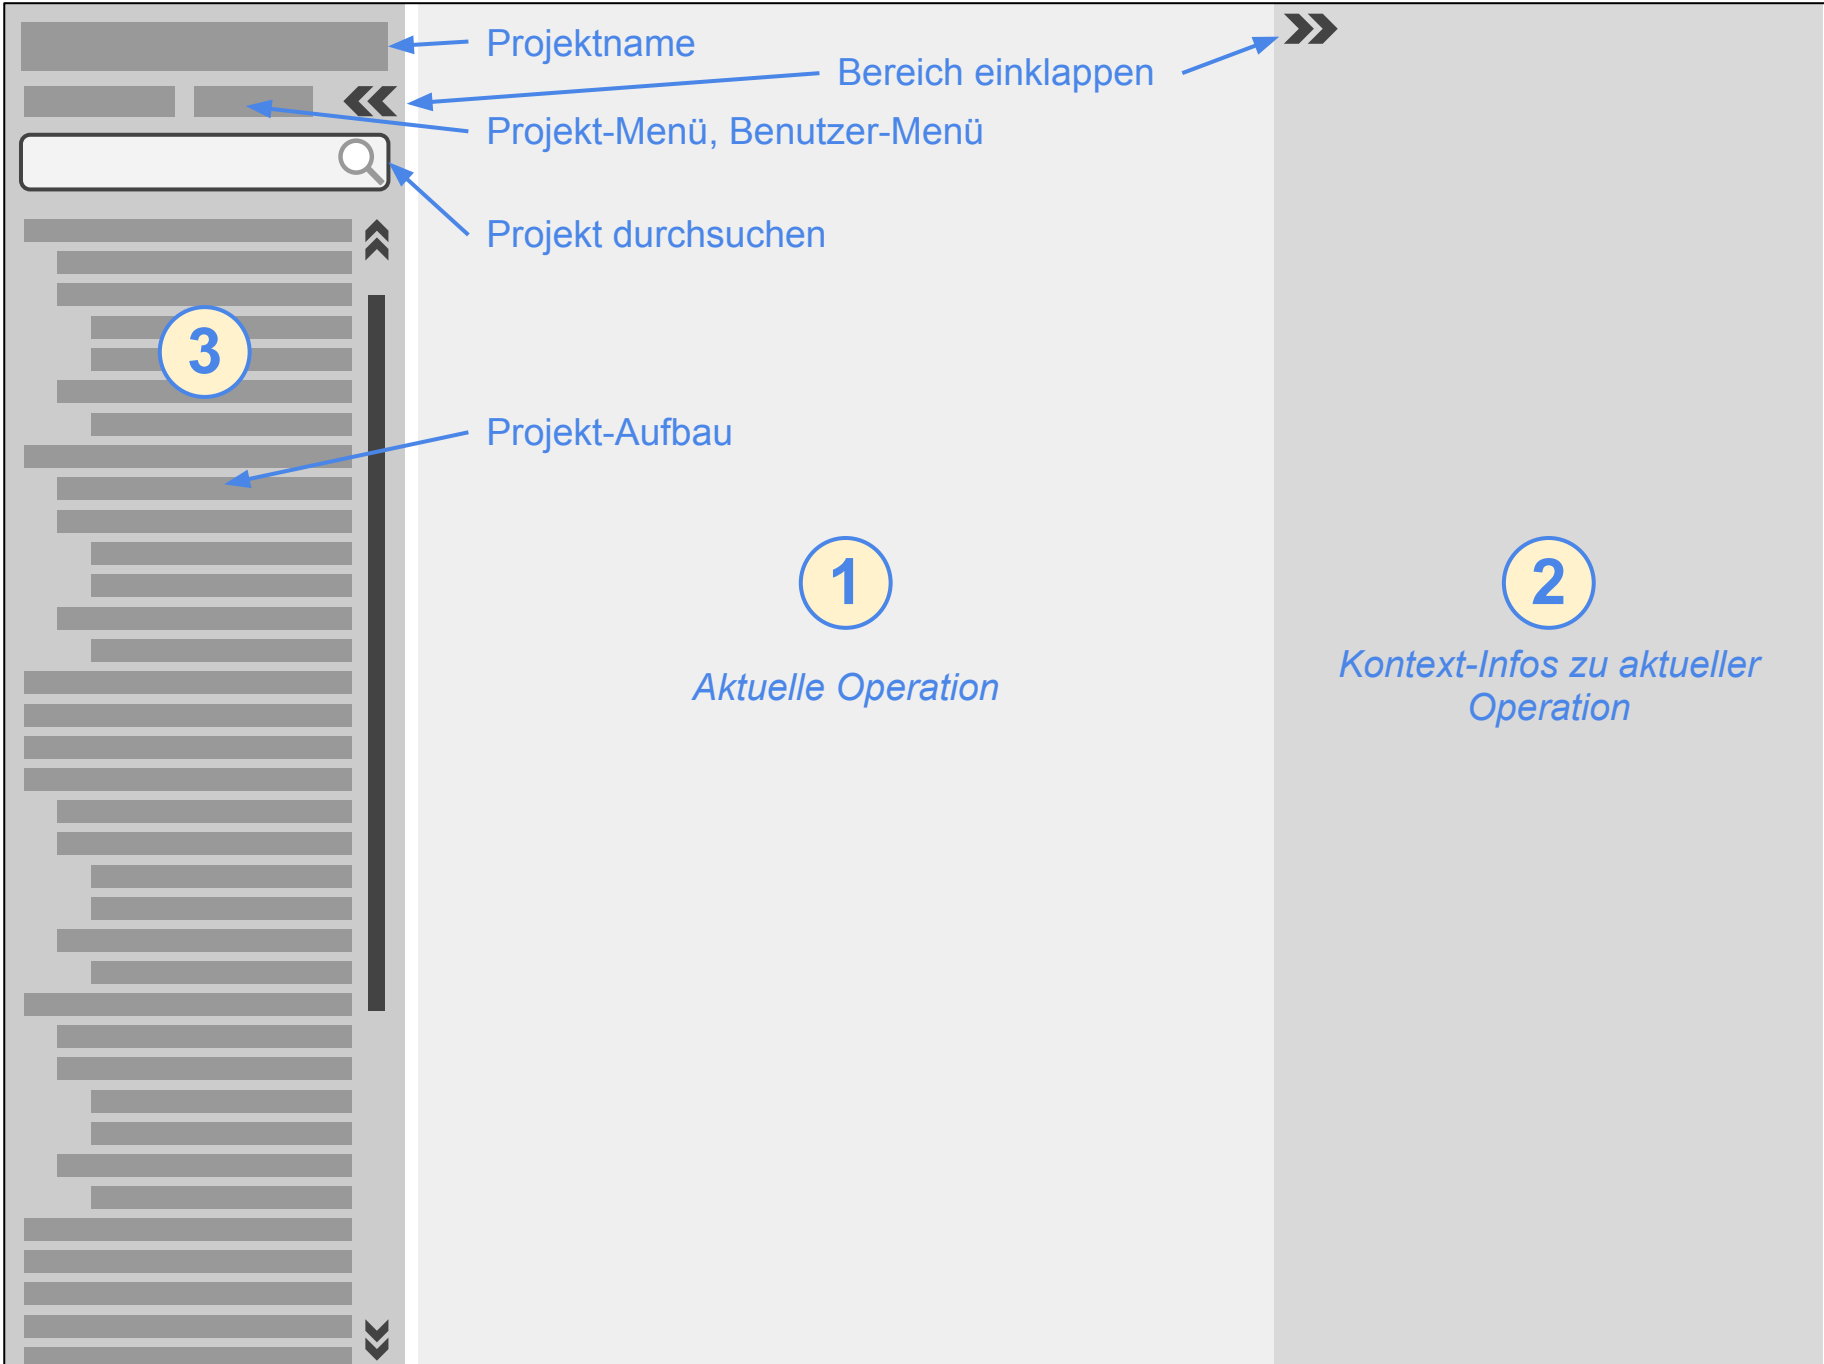 Projektname
Bereich einklappen
Projekt-Menü, Benutzer-Menü
Projekt durchsuchen
3
Projekt-Aufbau
1
Aktuelle Operation
2
Kontext-Infos zu aktueller
Operation